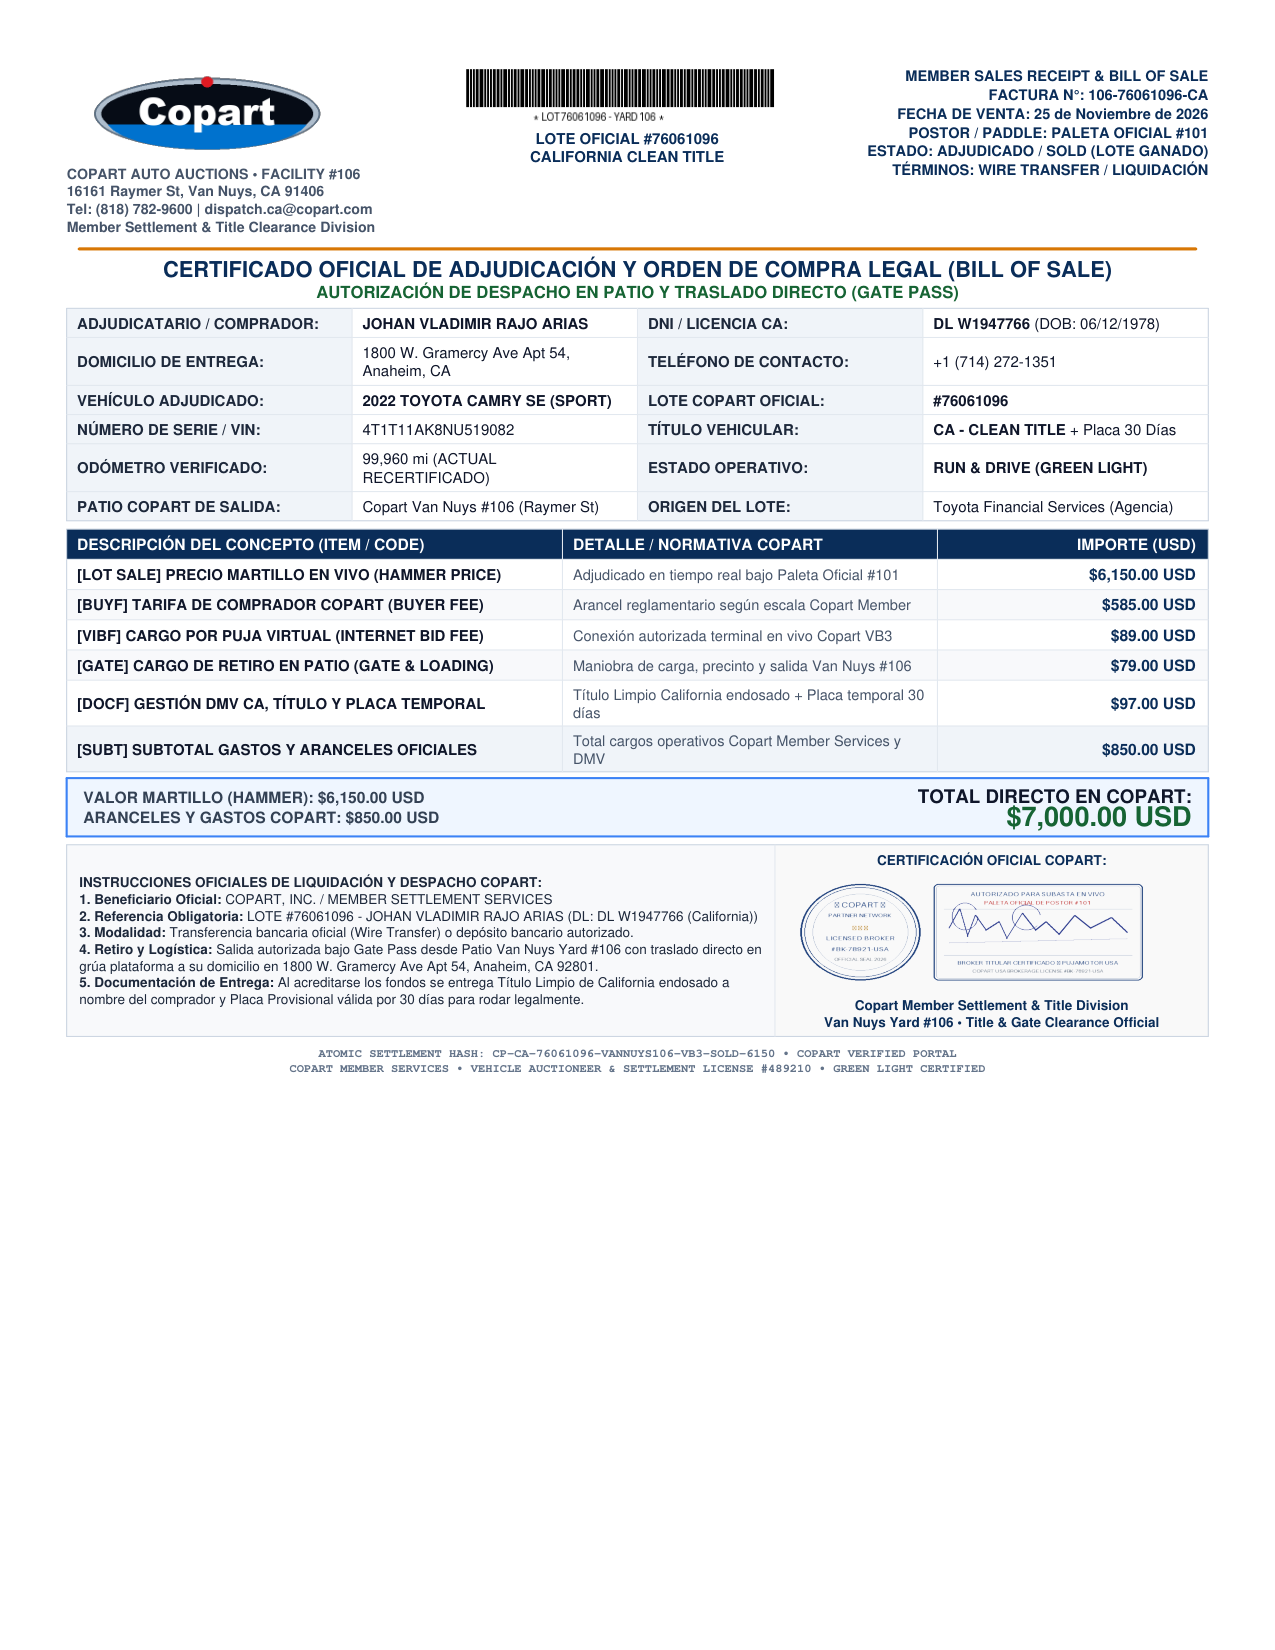 Copart
COPART AUTO AUCTIONS • FACILITY #106
16161 Raymer St, Van Nuys, CA 91406
Tel: (818) 782-9600 | dispatch.ca@copart.com
Member Settlement & Title Clearance Division
* LOT76061096 - YARD 106 *
LOTE OFICIAL #76061096
CALIFORNIA CLEAN TITLE
MEMBER SALES RECEIPT & BILL OF SALE
FACTURA N°: 106-76061096-CA
FECHA DE VENTA: 25 de Noviembre de 2026
POSTOR / PADDLE: PALETA OFICIAL #101
ESTADO: ADJUDICADO / SOLD (LOTE GANADO)
TÉRMINOS: WIRE TRANSFER / LIQUIDACIÓN
CERTIFICADO OFICIAL DE ADJUDICACIÓN Y ORDEN DE COMPRA LEGAL (BILL OF SALE)
AUTORIZACIÓN DE DESPACHO EN PATIO Y TRASLADO DIRECTO (GATE PASS)
ADJUDICATARIO / COMPRADOR: JOHAN VLADIMIR RAJO ARIAS DNI / LICENCIA CA: DL W1947766 (DOB: 06/12/1978)
DOMICILIO DE ENTREGA: 1800 W. Gramercy Ave Apt 54,
Anaheim, CA
TELÉFONO DE CONTACTO: +1 (714) 272-1351
VEHÍCULO ADJUDICADO: 2022 TOYOTA CAMRY SE (SPORT) LOTE COPART OFICIAL: #76061096
NÚMERO DE SERIE / VIN: 4T1T11AK8NU519082 TÍTULO VEHICULAR: CA - CLEAN TITLE + Placa 30 Días
ODÓMETRO VERIFICADO: 99,960 mi (ACTUAL
RECERTIFICADO)
ESTADO OPERATIVO: RUN & DRIVE (GREEN LIGHT)
PATIO COPART DE SALIDA: Copart Van Nuys #106 (Raymer St) ORIGEN DEL LOTE: Toyota Financial Services (Agencia)
DESCRIPCIÓN DEL CONCEPTO (ITEM / CODE) DETALLE / NORMATIVA COPART IMPORTE (USD)
[LOT SALE] PRECIO MARTILLO EN VIVO (HAMMER PRICE) Adjudicado en tiempo real bajo Paleta Oficial #101 $6,150.00 USD
[BUYF] TARIFA DE COMPRADOR COPART (BUYER FEE) Arancel reglamentario según escala Copart Member $585.00 USD
[VIBF] CARGO POR PUJA VIRTUAL (INTERNET BID FEE) Conexión autorizada terminal en vivo Copart VB3 $89.00 USD
[GATE] CARGO DE RETIRO EN PATIO (GATE & LOADING) Maniobra de carga, precinto y salida Van Nuys #106 $79.00 USD
[DOCF] GESTIÓN DMV CA, TÍTULO Y PLACA TEMPORAL Título Limpio California endosado + Placa temporal 30
días
$97.00 USD
[SUBT] SUBTOTAL GASTOS Y ARANCELES OFICIALES Total cargos operativos Copart Member Services y
DMV
$850.00 USD
VALOR MARTILLO (HAMMER): $6,150.00 USD
ARANCELES Y GASTOS COPART: $850.00 USD
TOTAL DIRECTO EN COPART:
$7,000.00 USD
INSTRUCCIONES OFICIALES DE LIQUIDACIÓN Y DESPACHO COPART:
1. Beneficiario Oficial: COPART, INC. / MEMBER SETTLEMENT SERVICES
2. Referencia Obligatoria: LOTE #76061096 - JOHAN VLADIMIR RAJO ARIAS (DL: DL W1947766 (California))
3. Modalidad: Transferencia bancaria oficial (Wire Transfer) o depósito bancario autorizado.
4. Retiro y Logística: Salida autorizada bajo Gate Pass desde Patio Van Nuys Yard #106 con traslado directo en
grúa plataforma a su domicilio en 1800 W. Gramercy Ave Apt 54, Anaheim, CA 92801.
5. Documentación de Entrega: Al acreditarse los fondos se entrega Título Limpio de California endosado a
nombre del comprador y Placa Provisional válida por 30 días para rodar legalmente.
CERTIFICACIÓN OFICIAL COPART:
COPART
PARTNER NETWORK
LICENSED BROKER
#BK-78921-USA
OFFICIAL SEAL 2026
AUTORIZADO PARA SUBASTA EN VIVO
PALETA OFICIAL DE POSTOR #101
BROKER TITULAR CERTIFICADO PUJAMOTOR USA
COPART USA BROKERAGE LICENSE #BK-78921-USA
Copart Member Settlement & Title Division
Van Nuys Yard #106 • Title & Gate Clearance Official
ATOMIC SETTLEMENT HASH: CP-CA-76061096-VANNUYS106-VB3-SOLD-6150 • COPART VERIFIED PORTAL
COPART MEMBER SERVICES • VEHICLE AUCTIONEER & SETTLEMENT LICENSE #489210 • GREEN LIGHT CERTIFIED